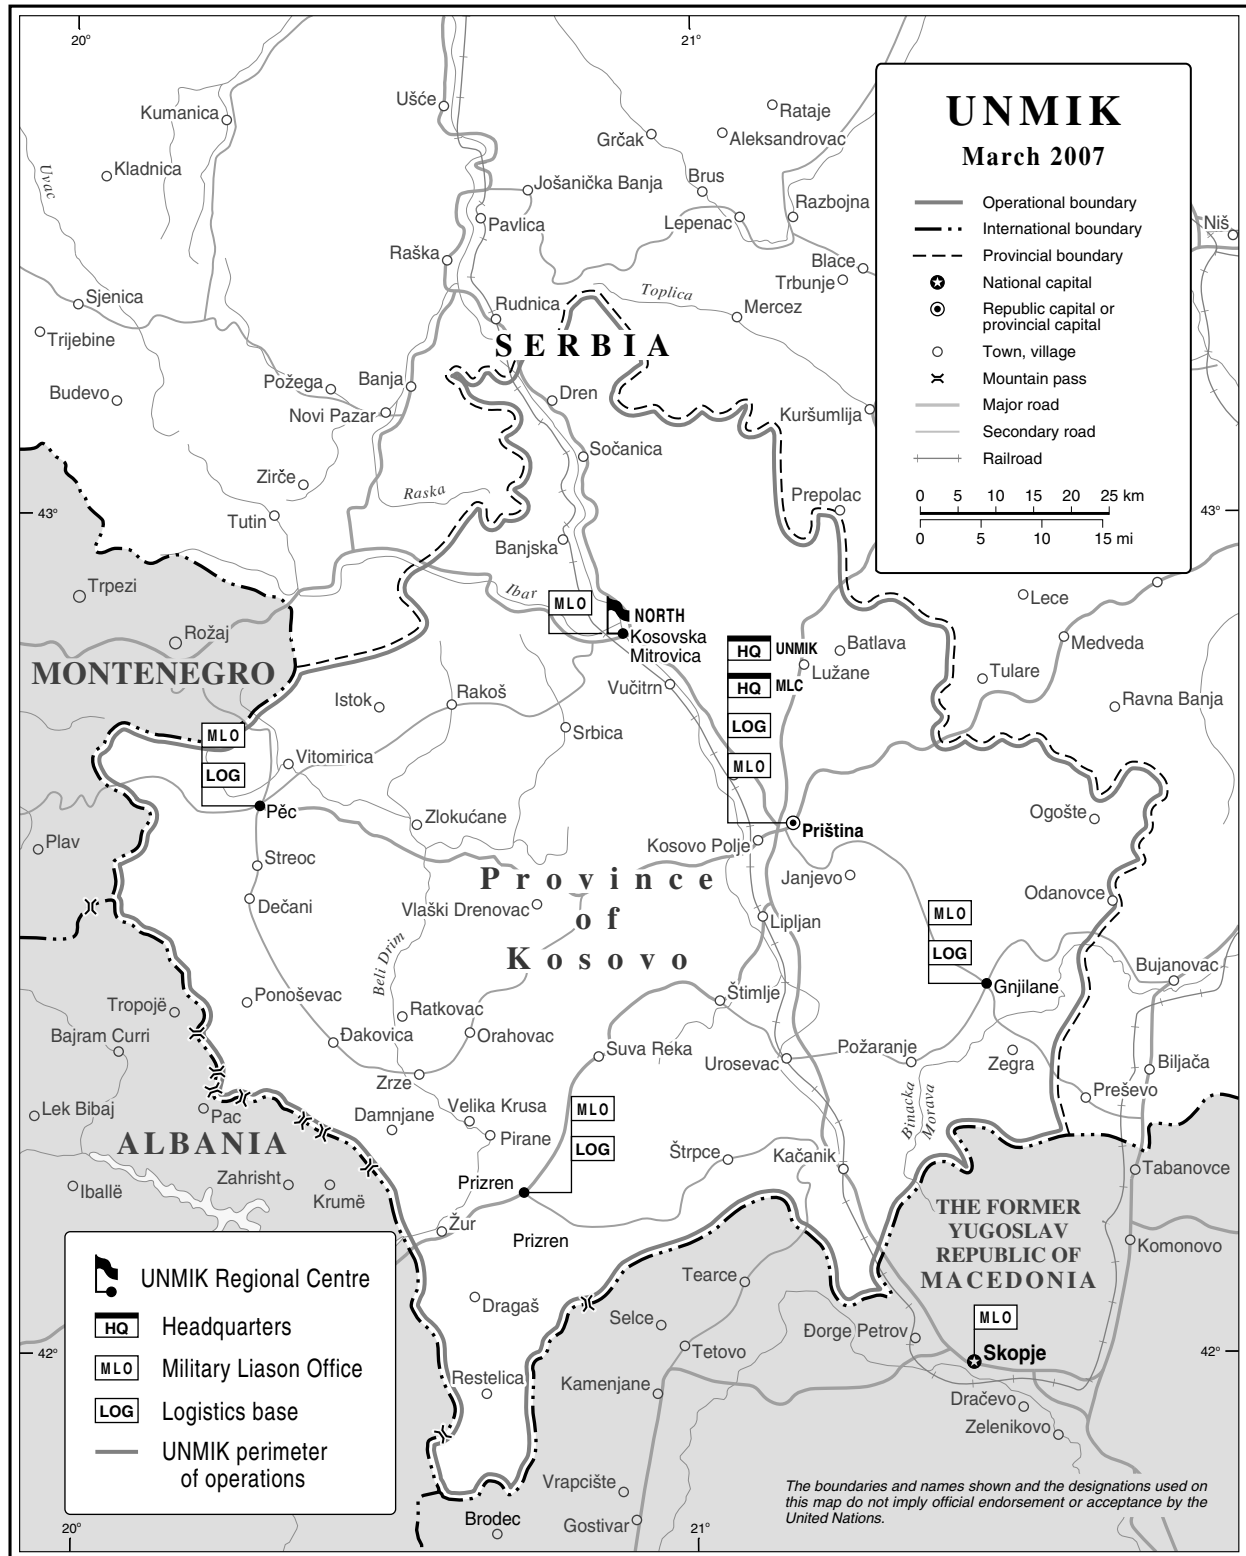 20°
21°
UNMIK
March 2007
Operational boundary
International boundary
Provincial boundary
National capital
Republic capital or
provincial capital
Town, village
Mountain pass
Major road
Secondary road
Railroad
0 5 10 15 20 25 km
0 5 10 15 mi
Ušće
Kumanica
Rataje
Grčak
Aleksandrovac
Uvac
Kladnica
Jošanička Banja
Brus
Razbojna
Pavlica
Lepenac
Niš
Raška
Blace
Trbunje
Sjenica
Rudnica
Toplica
Mercez
Trijebine
SERBIA
Budevo
Požega
Banja
Dren
Novi Pazar
Kuršumlija
Sočanica
Zirče
Raska
Prepolac
43°
43°
Tutin
Banjska
Trpezi
Ibar
MLO
NORTH
Lece
Rožaj
Kosovska
Mitrovica
HQ UNMIK
Batlava
Medveda
MONTENEGRO
Lužane
Tulare
Vučitrn
HQ MLC
Istok
Rakoš
Ravna Banja
MLO
Srbica
LOG
Vitomirica
MLO
LOG
Pěc
Zlokućane
Ogošte
Priština
Plav
Kosovo Polje
Streoc
Province
Janjevo
Dečani
Vlaški Drenovac
Odanovce
of
Lipljan
MLO
Beli Drim
Kosovo
LOG
Bujanovac
Gnjilane
Tropojë
Ponoševac
Štimlje
Ratkovac
Bajram Curri
Đakovica
Orahovac
Suva Reka
Urosevac
Požaranje
Zegra
Biljača
Zrze
Preševo
Lek Bibaj
Pac
Damnjane
Velika Krusa
MLO
Binacka
Morava
ALBANIA
Pirane
LOG
Štrpce
Kačanik
Tabanovce
Iballë
Zahrisht
Krumë
Prizren
THE FORMER
YUGOSLAV
REPUBLIC OF
MACEDONIA
Žur
Prizren
Komonovo
UNMIK Regional Centre
Headquarters
HQ
Military Liason Office
MLO
Logistics base
LOG
UNMIK perimeter
of operations
Tearce
Dragaš
Selce
MLO
Đorge Petrov
Tetovo
Skopje
42°
42°
Restelica
Kamenjane
Dračevo
Zelenikovo
Vrapcište
Brodec
Gostivar
The boundaries and names shown and the designations used on
this map do not imply official endorsement or acceptance by the
United Nations.
20°
21°